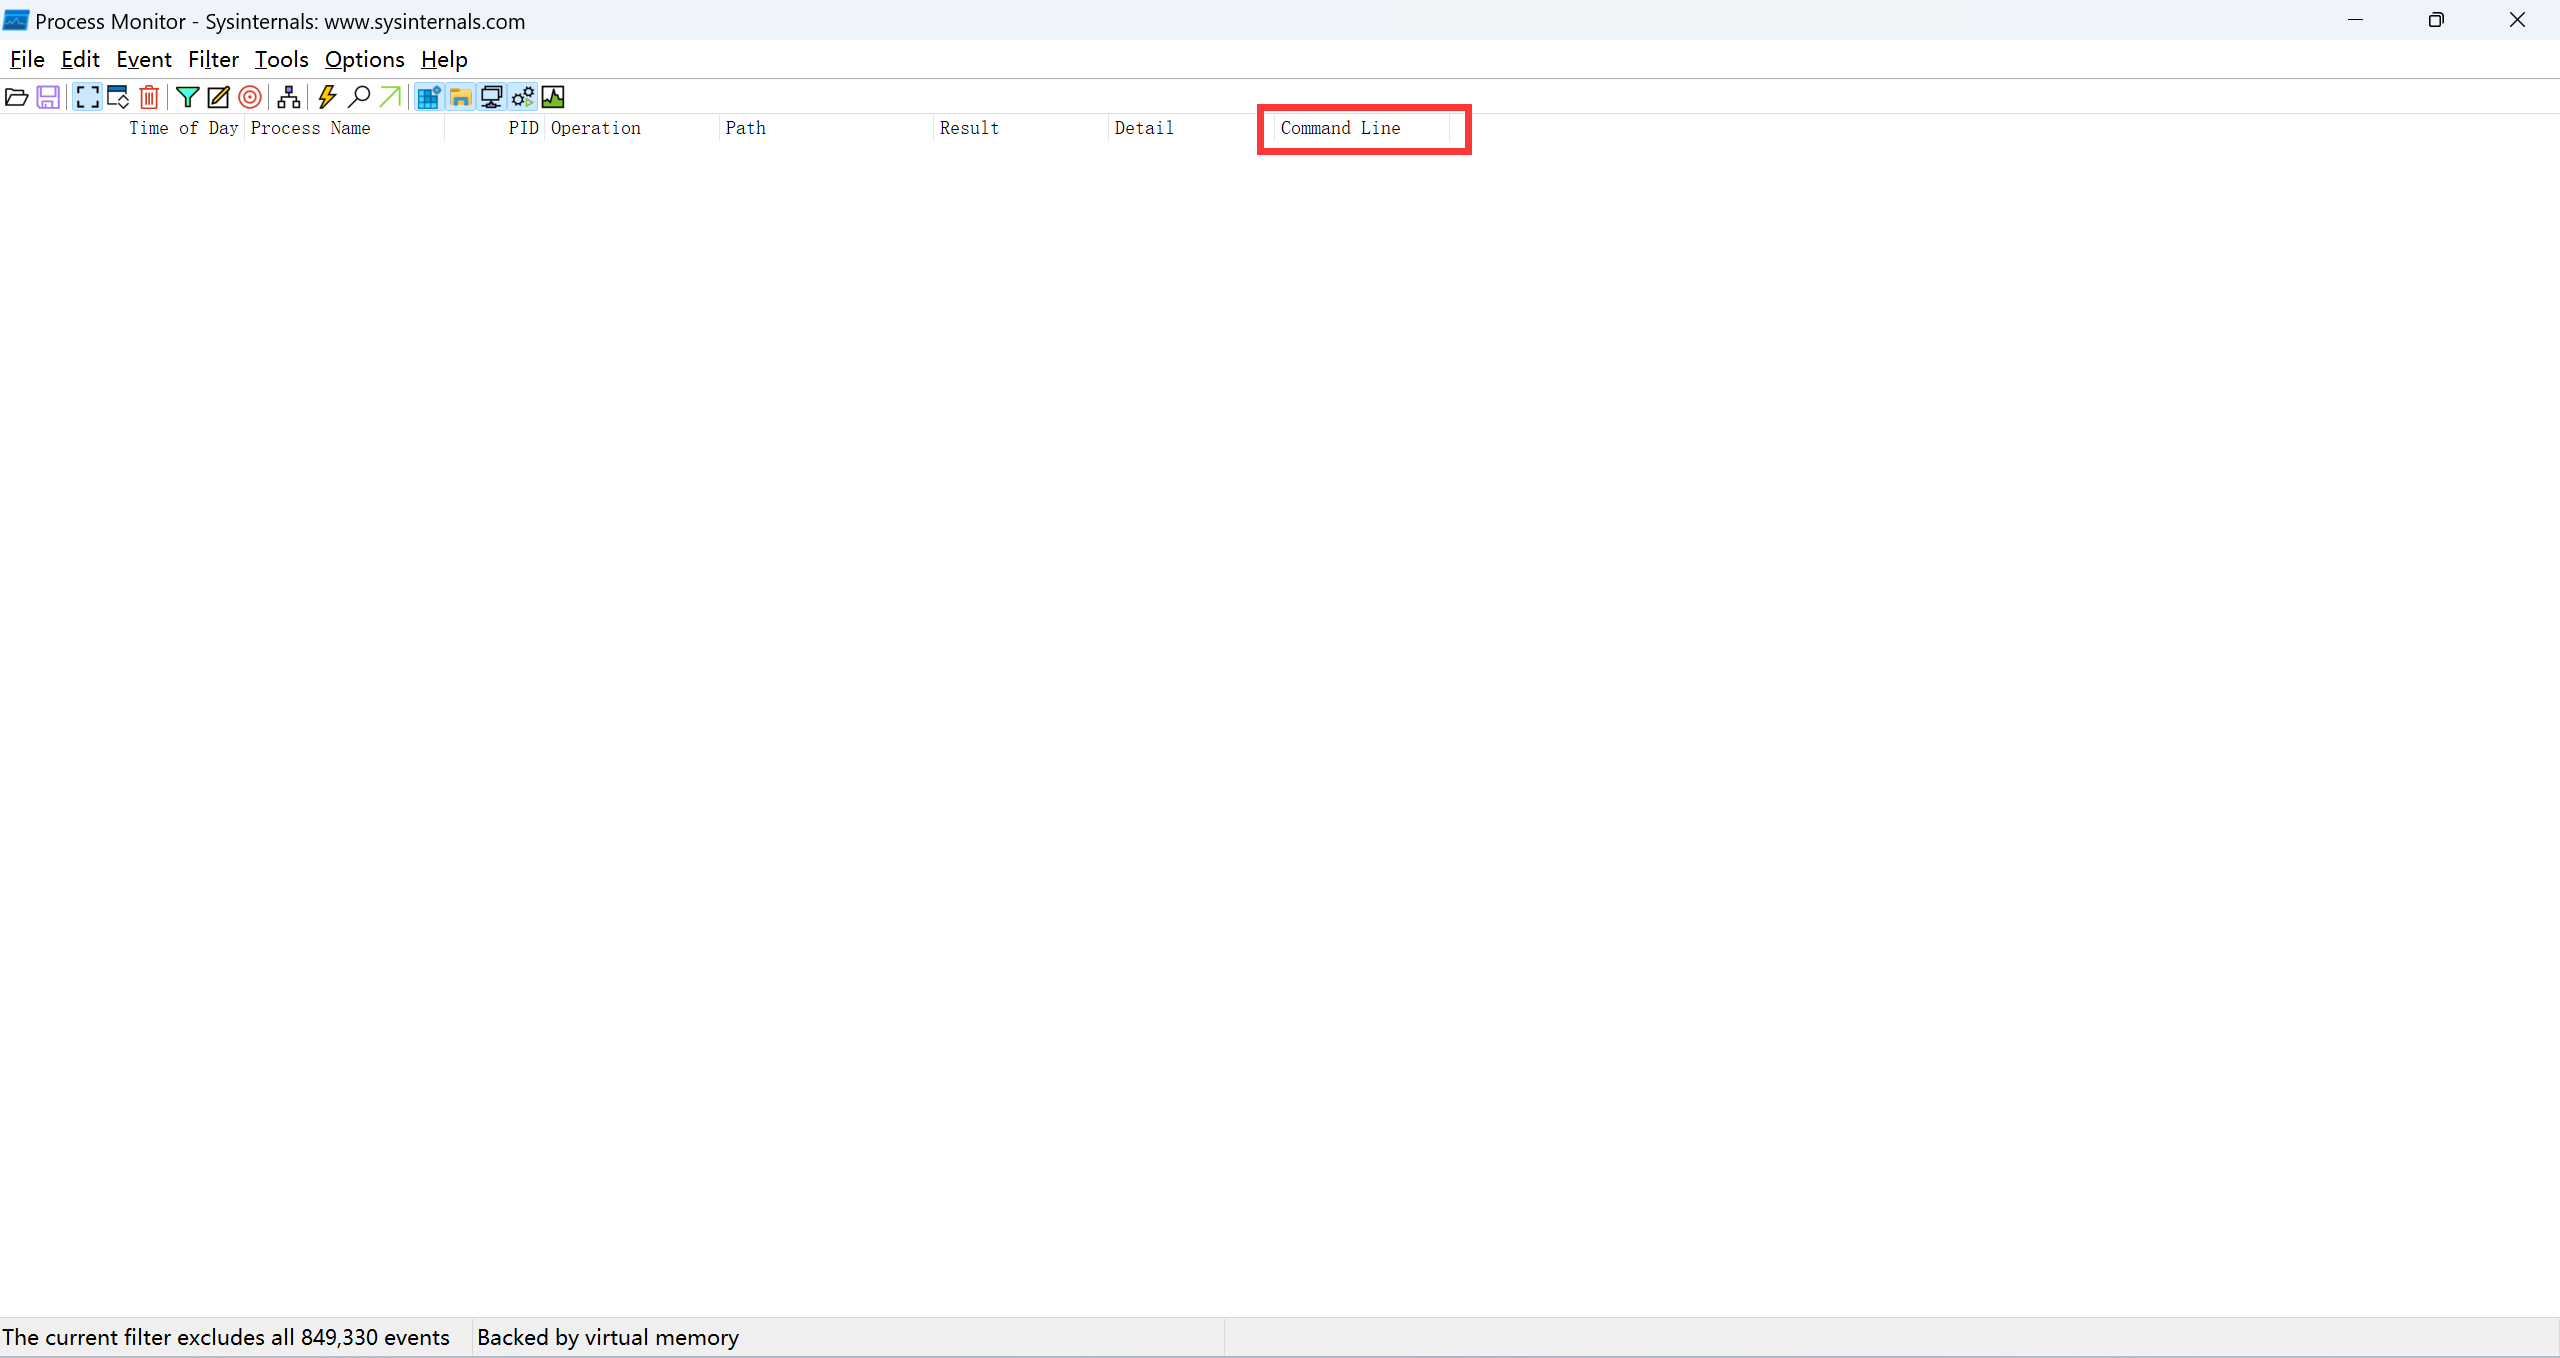 Process Monitor - Sysinternals: www.sysinternals.com
File Edit Event Filter Tools Options Help
Time of Day Process Name PID Operation Path Result Detail Command Line
The current filter excludes all 849,330 events Backed by virtual memory